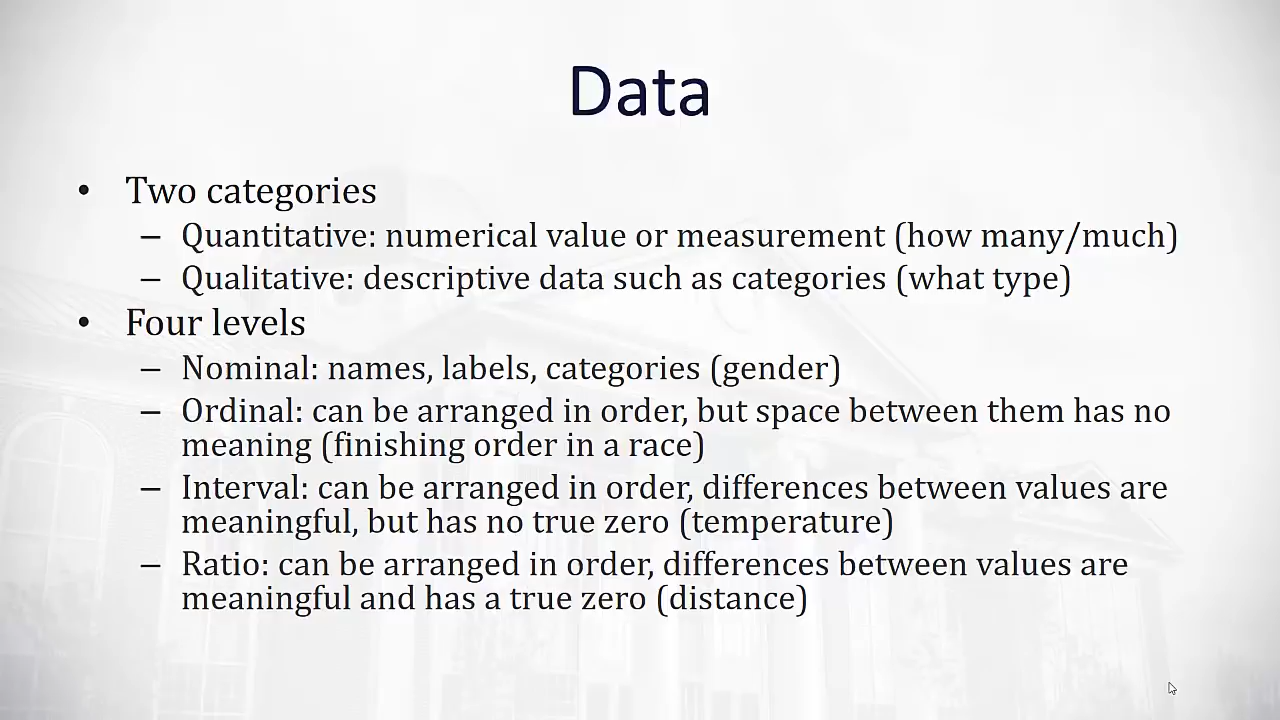 Data
• Two categories
– Quantitative: numerical value or measurement (how many/much)
– Qualitative: descriptive data such as categories (what type)
• Four levels
– Nominal: names, labels, categories (gender)
– Ordinal: can be arranged in order, but space between them has no
meaning (finishing order in a race)
– Interval: can be arranged in order, differences between values are
meaningful, but has no true zero (temperature)
– Ratio: can be arranged in order, differences between values are
meaningful and has a true zero (distance)